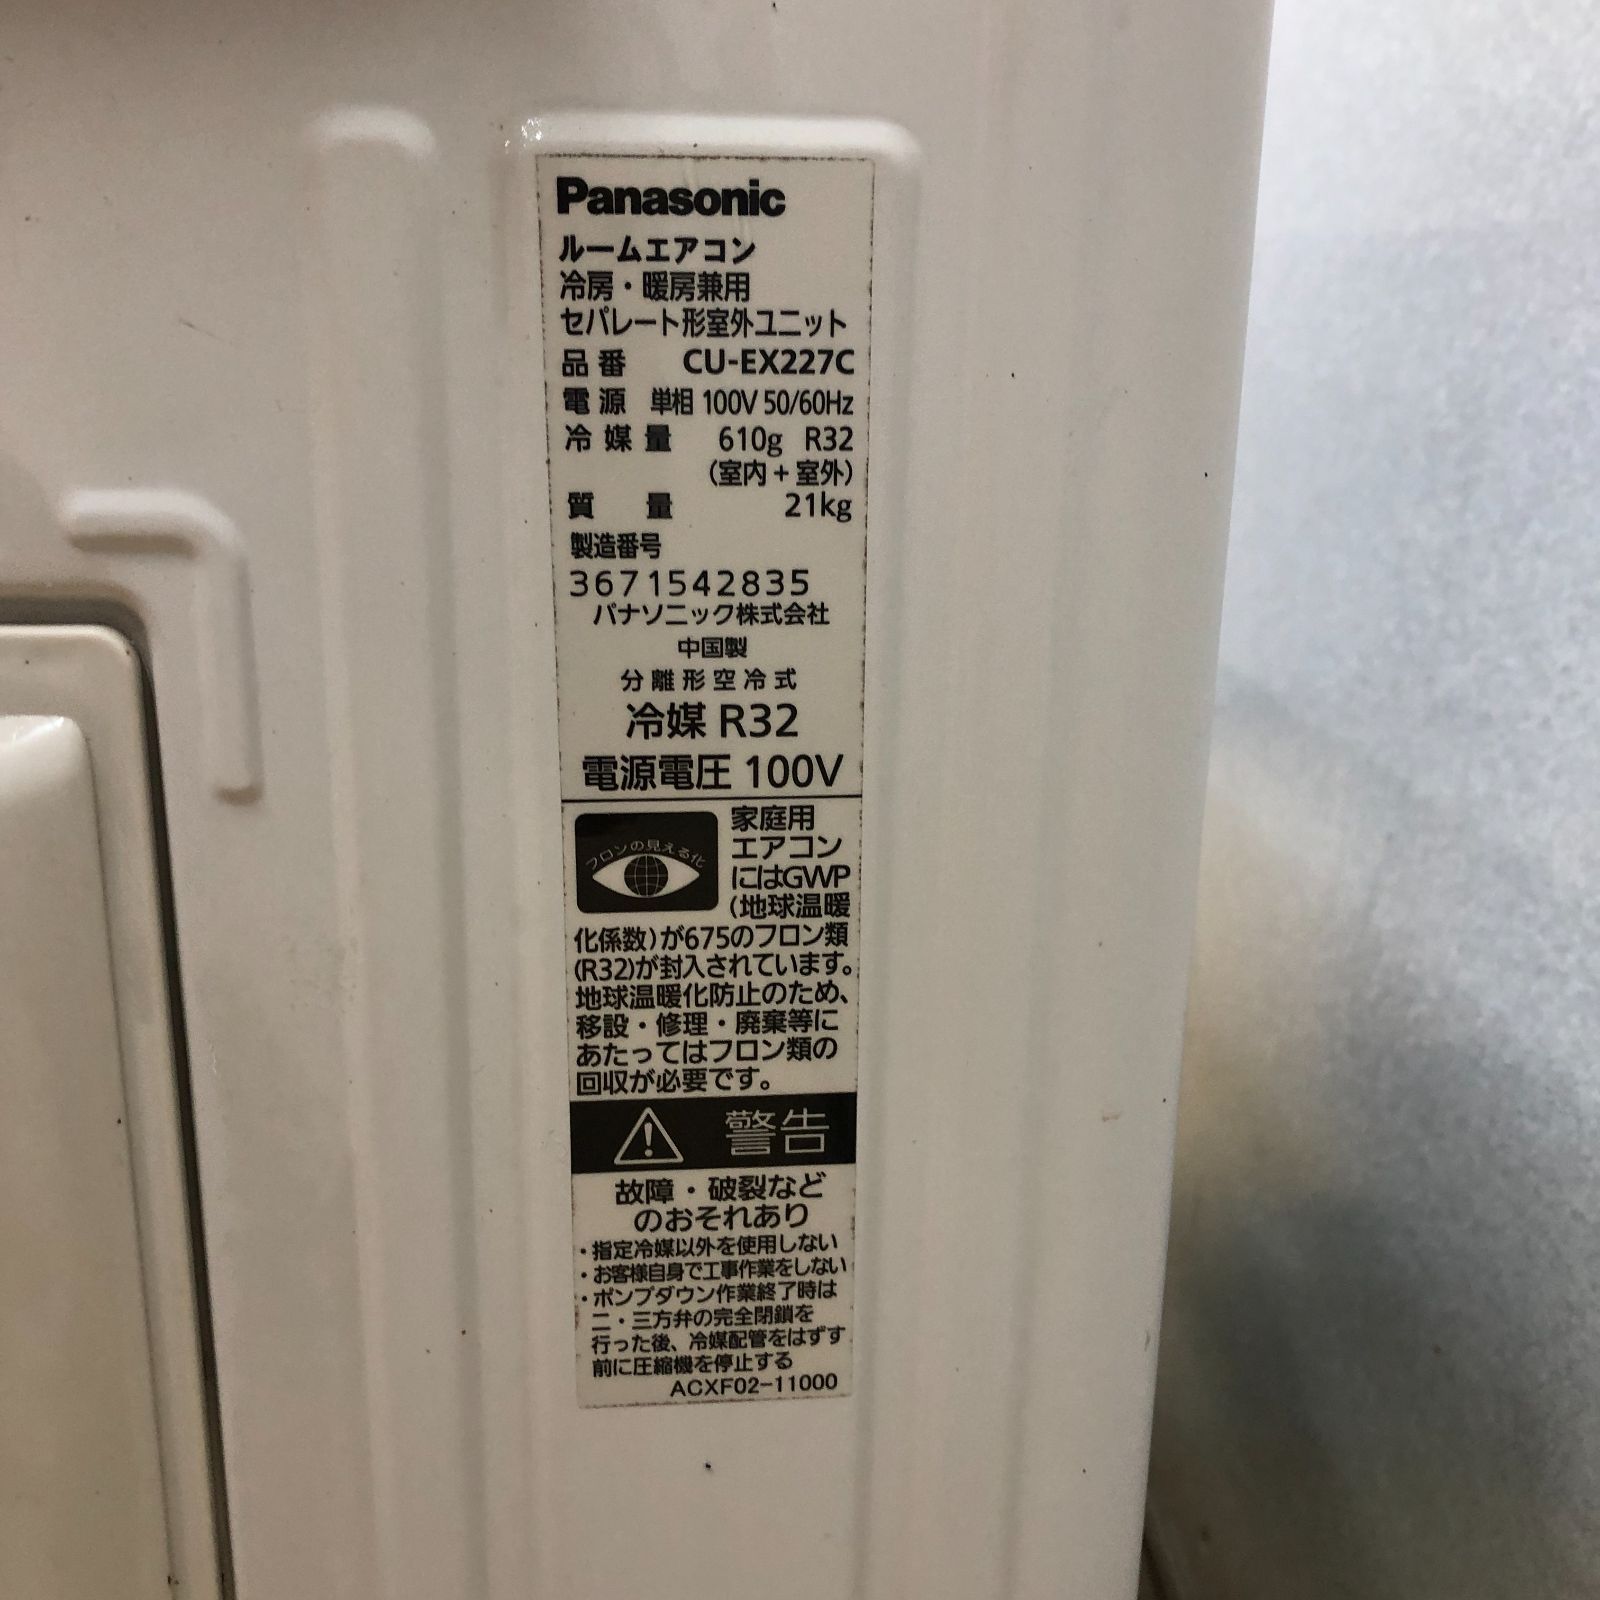 Panasonic
ルームエアコン
冷房・暖房兼用
セパレート形室外ユニット
品番 CU-EX227C
電源 単相 100V 50/60Hz
冷媒量 610g R32
(室内+室外)
質量 21kg
製造番号
3671542835
パナソニック株式会社
中国製
分離形空冷式
冷媒 R32
電源電圧 100V
フロンの見える化
家庭用
エアコン
にはGWP
(地球温暖
化係数)が675のフロン類
(R32)が封入されています。
地球温暖化防止のため、
移設・修理・廃棄等に
あたってはフロン類の
回収が必要です。
警告
故障・破裂など
のおそれあり
・指定冷媒以外を使用しない
・お客様自身で工事作業をしない
・ポンプダウン作業終了時は
二・三方弁の完全閉鎖を
行った後、冷媒配管をはずす
前に圧縮機を停止する
ACXF02-11000